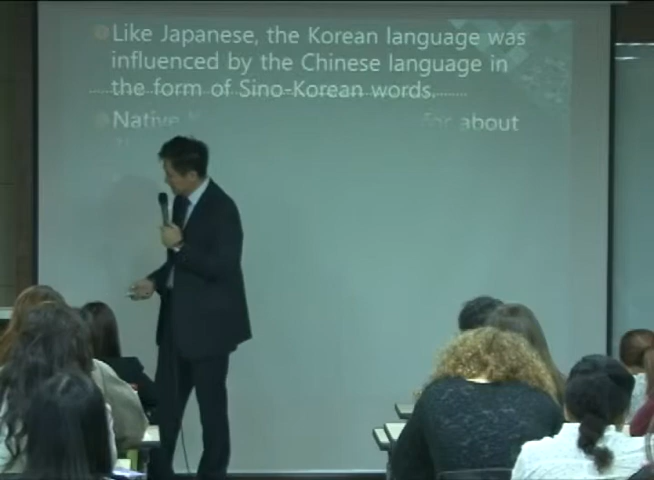 Like Japanese, the Korean language was
influenced by the Chinese language in
the form of Sino-Korean words.
Native for about